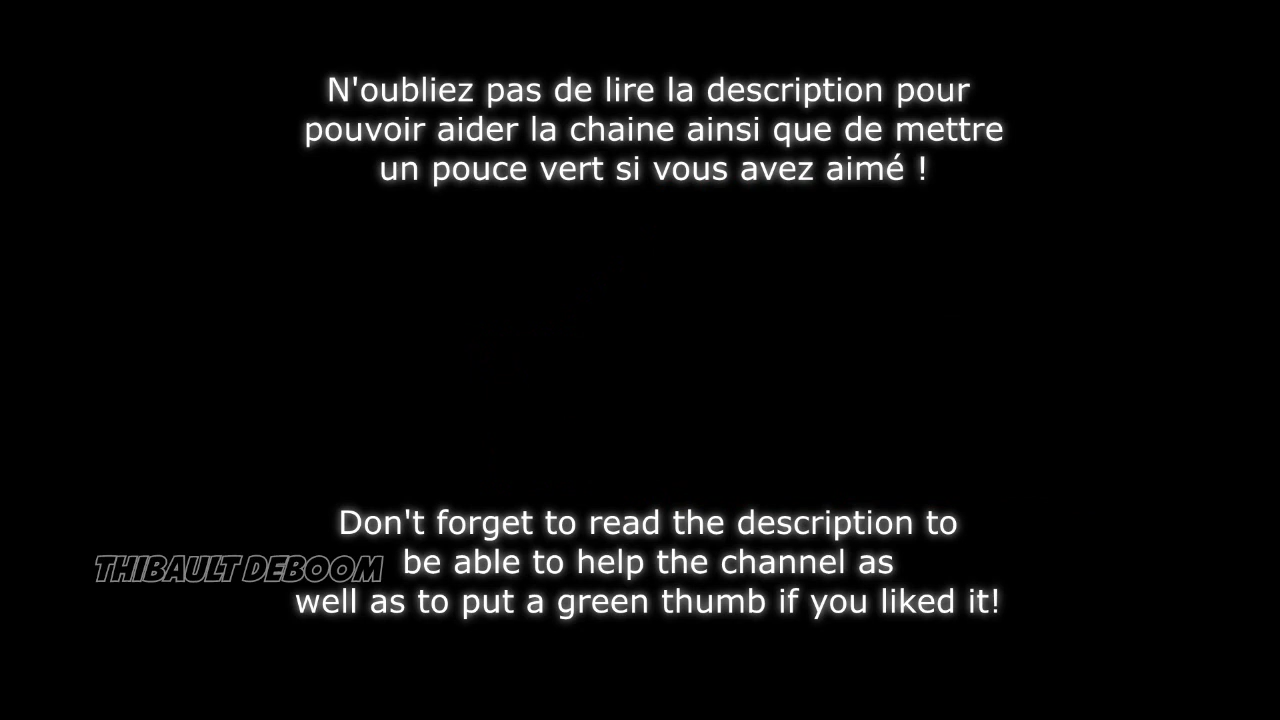 N'oubliez pas de lire la description pour
pouvoir aider la chaine ainsi que de mettre
un pouce vert si vous avez aimé !
Don't forget to read the description to
be able to help the channel as
well as to put a green thumb if you liked it!
THIBAULT DEBOOM